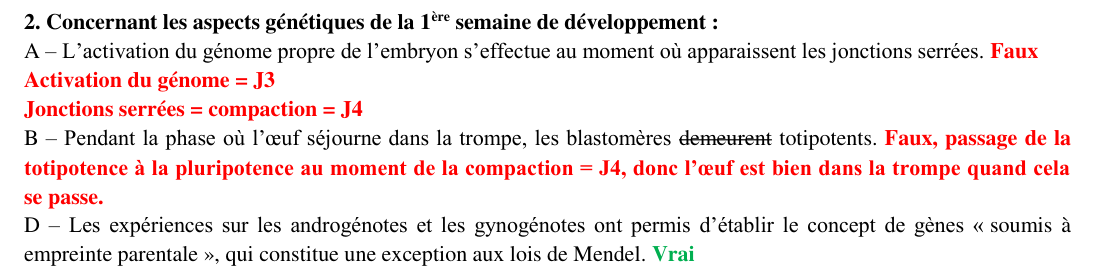 2. Concernant les aspects génétiques de la 1ère semaine de développement :
A – L’activation du génome propre de l’embryon s’effectue au moment où apparaissent les jonctions serrées. Faux
Activation du génome = J3
Jonctions serrées = compaction = J4
B – Pendant la phase où l’œuf séjourne dans la trompe, les blastomères demeurent totipotents. Faux, passage de la
totipotence à la pluripotence au moment de la compaction = J4, donc l’œuf est bien dans la trompe quand cela
se passe.
D – Les expériences sur les androgénotes et les gynogénotes ont permis d’établir le concept de gènes « soumis à
empreinte parentale », qui constitue une exception aux lois de Mendel. Vrai